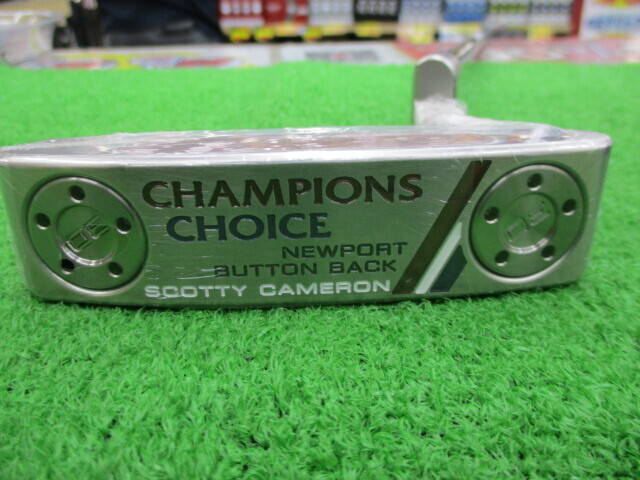 CHAMPIONS
CHOICE
NEWPORT
BUTTON BACK
SCOTTY CAMERON